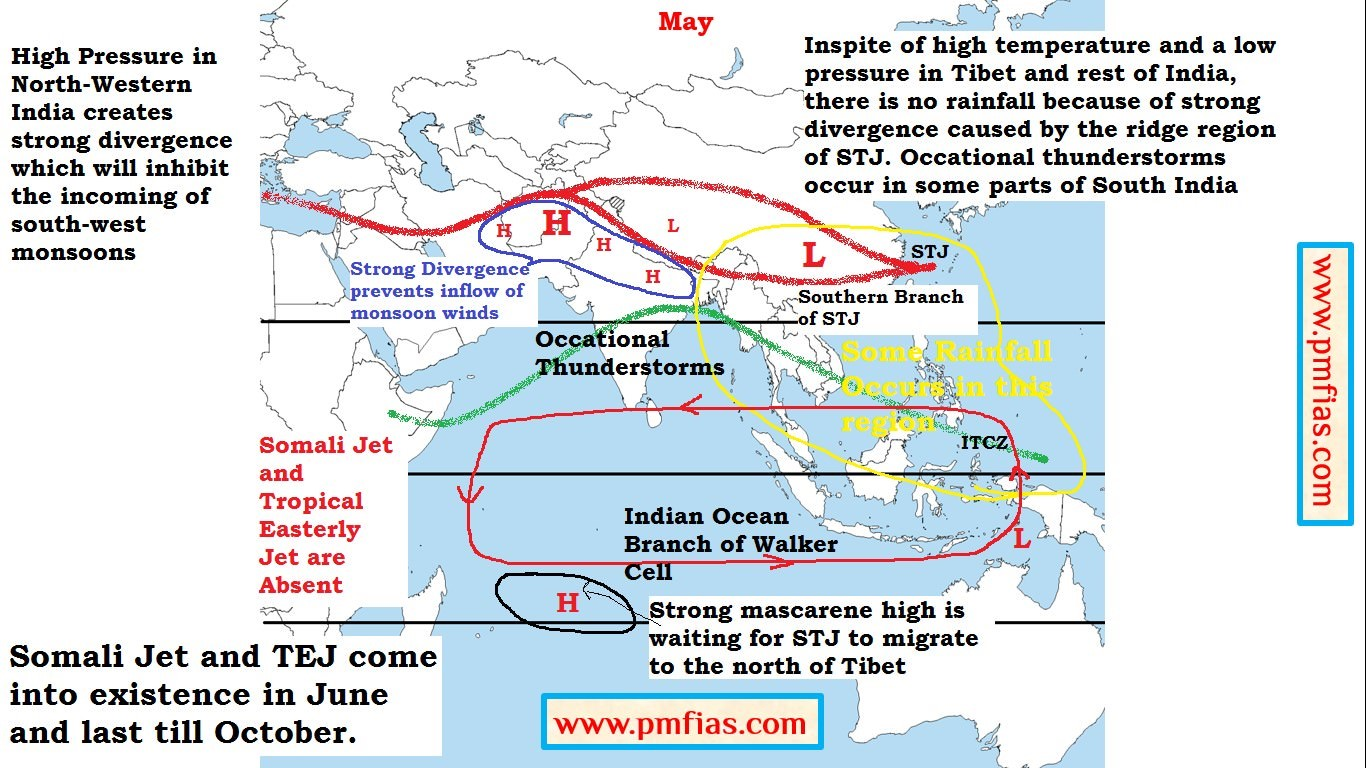 May
High Pressure in
North-Western
India creates
strong divergence
which will inhibit
the incoming of
south-west
monsoons
Inspite of high temperature and a low
pressure in Tibet and rest of India,
there is no rainfall because of strong
divergence caused by the ridge region
of STJ. Occational thunderstorms
occur in some parts of South India
H
H
H
H
L
L
STJ
Strong Divergence
prevents inflow of
monsoon winds
Southern Branch
of STJ
Occational
Thunderstorms
Some Rainfall
Occurs in this
region
ITCZ
Somali Jet
and
Tropical
Easterly
Jet are
Absent
Indian Ocean
Branch of Walker
Cell
L
H
Strong mascarene high is
waiting for STJ to migrate
to the north of Tibet
Somali Jet and TEJ come
into existence in June
and last till October.
www.pmfias.com
www.pmfias.com